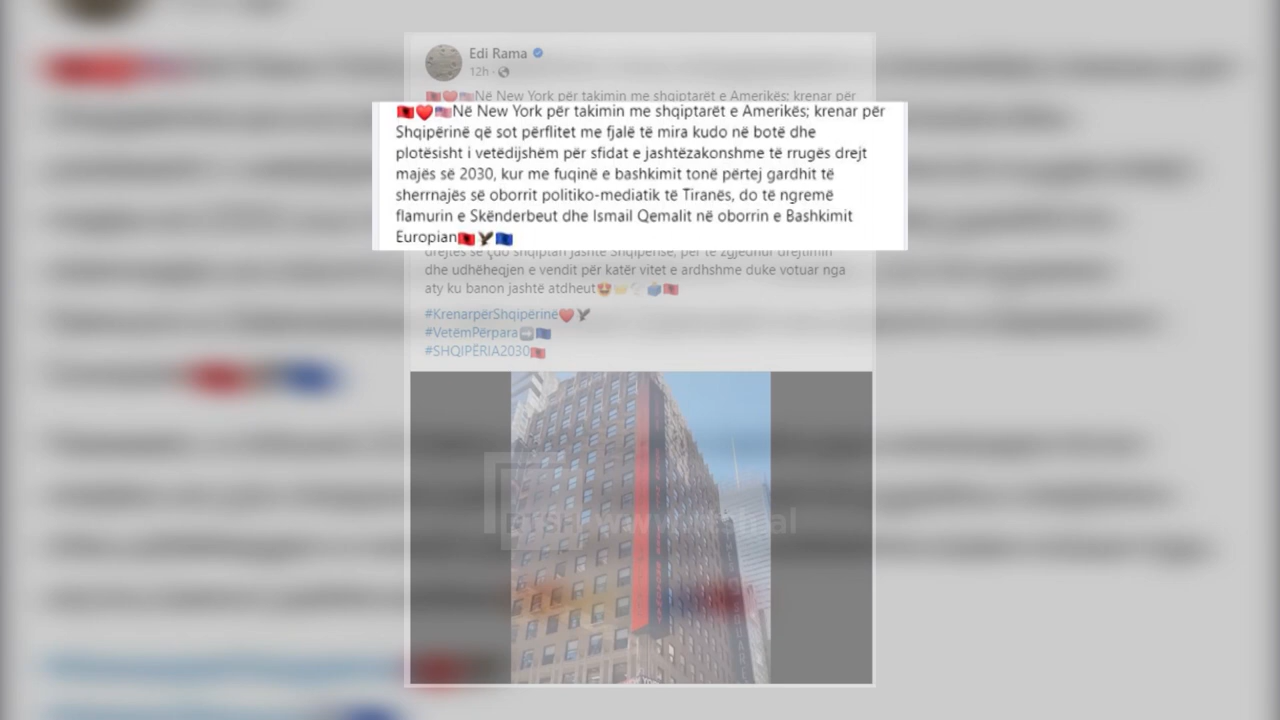 Edi Rama
12h
🇦🇱❤️🇺🇸Në New York për takimin me shqiptarët e Amerikës; krenar për
🇦🇱❤️🇺🇸Në New York për takimin me shqiptarët e Amerikës; krenar për
Shqipërinë që sot përflitet me fjalë të mira kudo në botë dhe
plotësisht i vetëdijshëm për sfidat e jashtëzakonshme të rrugës drejt
majës së 2030, kur me fuqinë e bashkimit tonë përtej gardhit të
sherrnajës së oborrit politiko-mediatik të Tiranës, do të ngremë
flamurin e Skënderbeut dhe Ismail Qemalit në oborrin e Bashkimit
Europian🇦🇱🦅🇪🇺
drejtës së çdo shqiptari jashtë Shqipërisë, për të zgjedhur drejtimin
dhe udhëheqjen e vendit për katër vitet e ardhshme duke votuar nga
aty ku banon jashtë atdheut
#KrenarpërShqipërinë❤️🦅
#VetëmPërpara➡️🇪🇺
#SHQIPËRIA2030🇦🇱
RTSH